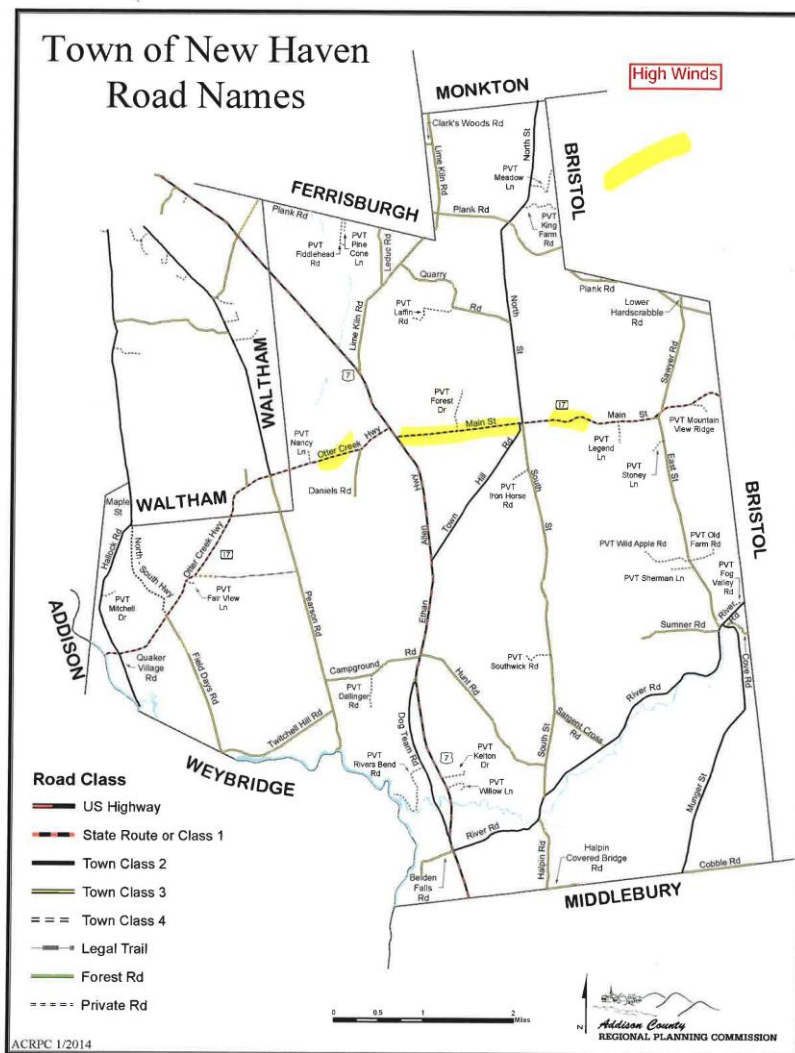 Town of New Haven
Road Names
High Winds
MONKTON
Clark's Woods Rd
Lime Kiln Rd
North St
PVT
Meadow
Ln
BRISTOL
FERRISBURGH
Plank Rd
PVT
Fiddlehead
Rd
PVT
Pine
Cone
Ln
Leduc Rd
Plank Rd
PVT
King
Farm
Rd
Quarry
Rd
PVT
Laffin
Rd
Lime Kiln Rd
North
St
Plank Rd
Lower
Hardscrabble
Rd
Sawyer Rd
WALTHAM
7
PVT
Forest
Dr
17
Main St
Main St
PVT Mountain
View Ridge
PVT
Nancy
Ln
Otter Creek Hwy
PVT
Legend
Ln
PVT
Stoney
Ln
East St
Daniels Rd
Town Hill Rd
PVT
Iron Horse
Rd
South
St
WALTHAM
Maple
St
Hallock Rd
North
South Hwy
Otter Creek Hwy
17
Ethan
Allen
Hwy
BRISTOL
PVT Wild Apple Rd
PVT Old
Farm Rd
PVT Sherman Ln
PVT
Fog
Valley
Rd
PVT
Mitchell
Dr
PVT
Fair View
Ln
Pearson Rd
ADDISON
Quaker
Village
Rd
Field Days Rd
Sumner Rd
River
Rd
Cove Rd
Campground Rd
PVT
Dallinger
Rd
Hunt Rd
PVT
Southwick Rd
River Rd
Twitchell Hill Rd
Dog Team Rd
South St
Sargent Cross
Rd
WEYBRIDGE
PVT
Rivers Bend
Rd
7
PVT
Kelton
Dr
PVT
Willow Ln
Munger St
River Rd
Belden
Falls
Rd
Halpin Rd
Halpin
Covered Bridge
Rd
Cobble Rd
MIDDLEBURY
Road Class
US Highway
State Route or Class 1
Town Class 2
Town Class 3
Town Class 4
Legal Trail
Forest Rd
Private Rd
0 0.5 1 2
Miles
N
Addison County
REGIONAL PLANNING COMMISSION
ACRPC 1/2014